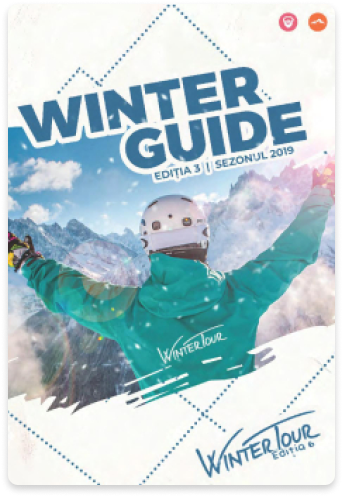 WINTER
GUIDE
EDIȚIA 3 | SEZONUL 2019
WINTERTOUR
WINTERTOUR
Ediția 6